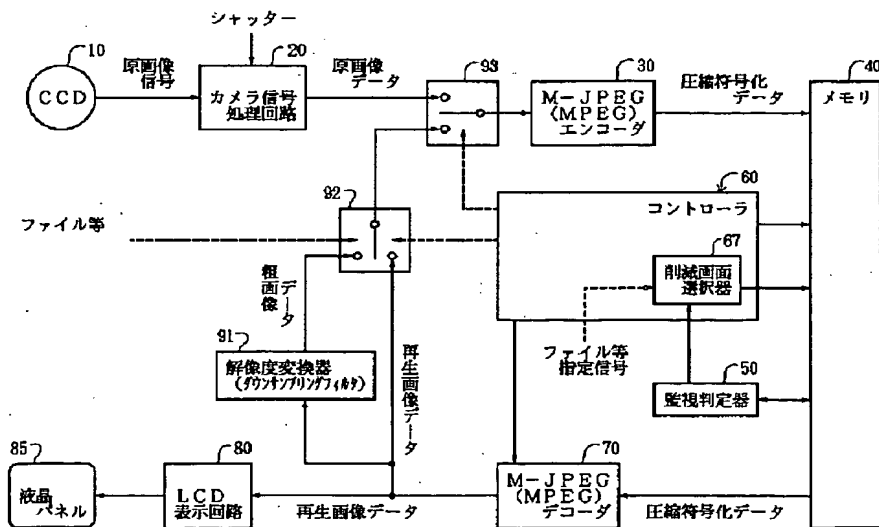 シャッター
10
CCD
原画像
信号
20
カメラ信号
処理回路
原画像
データ
93
30
M-JPEG
(MPEG)
エンコーダ
圧縮符号化
データ
40
メモリ
ファイル等
92
60
コントローラ
67
削減画面
選択器
ファイル等
指定信号
粗画像
データ
91
解像度変換器
(ダウンサンプリングフィルタ)
再生画像データ
50
監視判定器
85
液晶
パネル
80
LCD
表示回路
再生画像データ
70
M-JPEG
(MPEG)
デコーダ
圧縮符号化データ